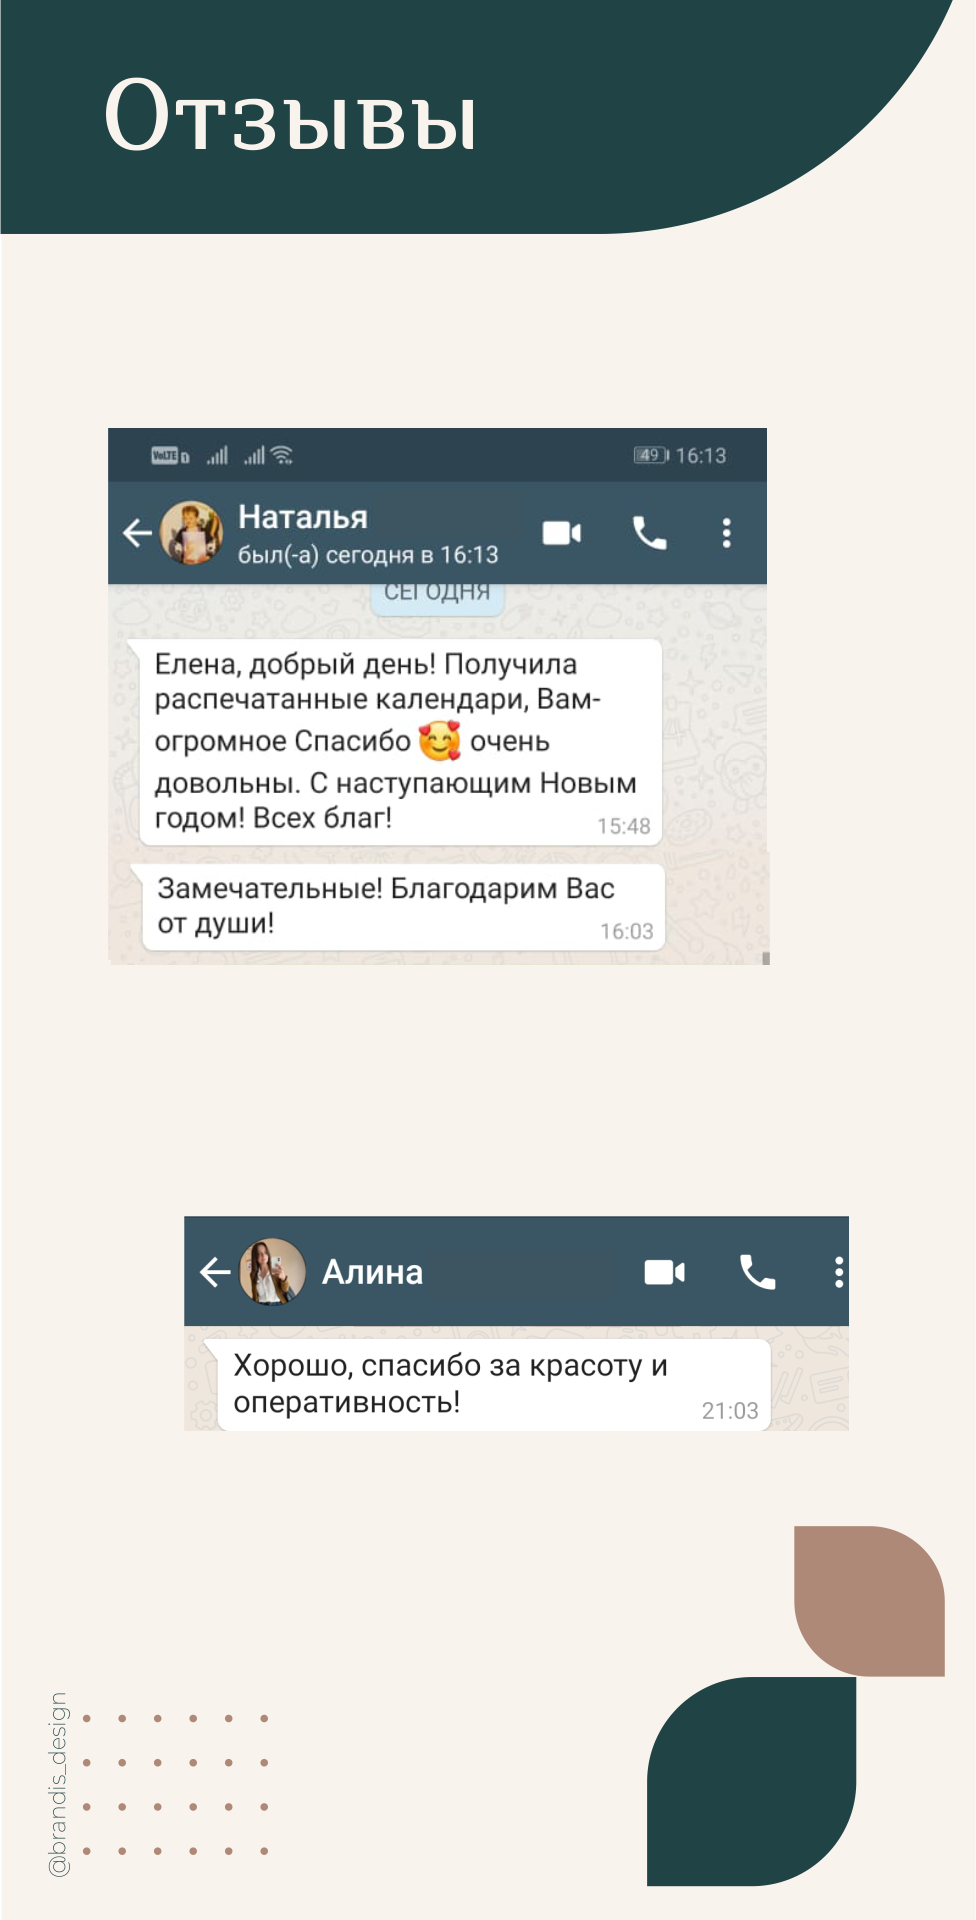 Отзывы
VoLTE D 49 16:13
Наталья
был(-а) сегодня в 16:13
СЕГОДНЯ
Елена, добрый день! Получила
распечатанные календари, Вам-
огромное Спасибо 🥰 очень
довольны. С наступающим Новым
годом! Всех благ!
15:48
Замечательные! Благодарим Вас
от души!
16:03
Алина
Хорошо, спасибо за красоту и
оперативность!
21:03
@brandis_design